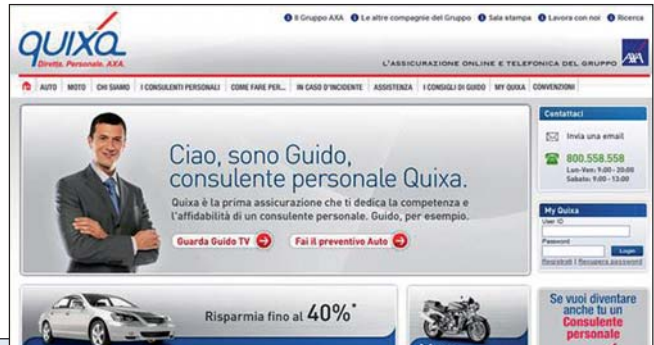 Il Gruppo AXA Le altre compagnie del Gruppo Sala stampa Lavora con noi Ricerca
QUIXA
Diretta. Personale. AXA.
L'ASSICURAZIONE ONLINE E TELEFONICA DEL GRUPPO AXA
AUTO MOTO CHI SIAMO I CONSULENTI PERSONALI COME FARE PER... IN CASO D'INCIDENTE ASSISTENZA I CONSIGLI DI GUIDO MY QUIXA CONVENZIONI
Ciao, sono Guido,
consulente personale Quixa.
Quixa è la prima assicurazione che ti dedica la competenza e
l'affidabilità di un consulente personale. Guido, per esempio.
Guarda Guido TV Fai il preventivo Auto
Contattaci
Invia una email
800.558.558
Lun-Ven: 9:00 - 20:00
Sabato: 9:00 - 13:00
My Quixa
User ID
Password
Login
Registrati | Recupera password
Risparmia fino al 40%*
Se vuoi diventare
anche tu un
Consulente
personale